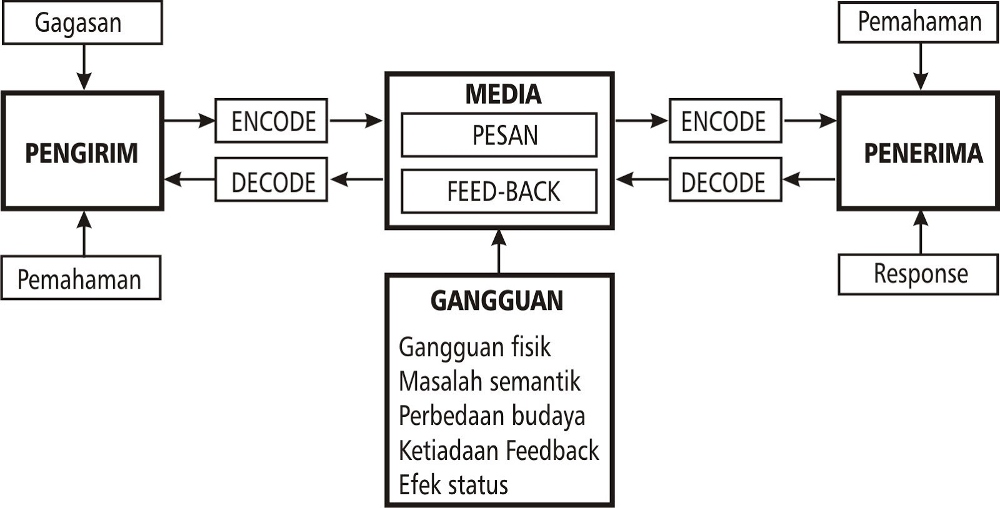 Gagasan
Pemahaman
MEDIA
ENCODE
PESAN
ENCODE
PENGIRIM
PENERIMA
DECODE
FEED-BACK
DECODE
Pemahaman
Response
GANGGUAN
Gangguan fisik
Masalah semantik
Perbedaan budaya
Ketiadaan Feedback
Efek status